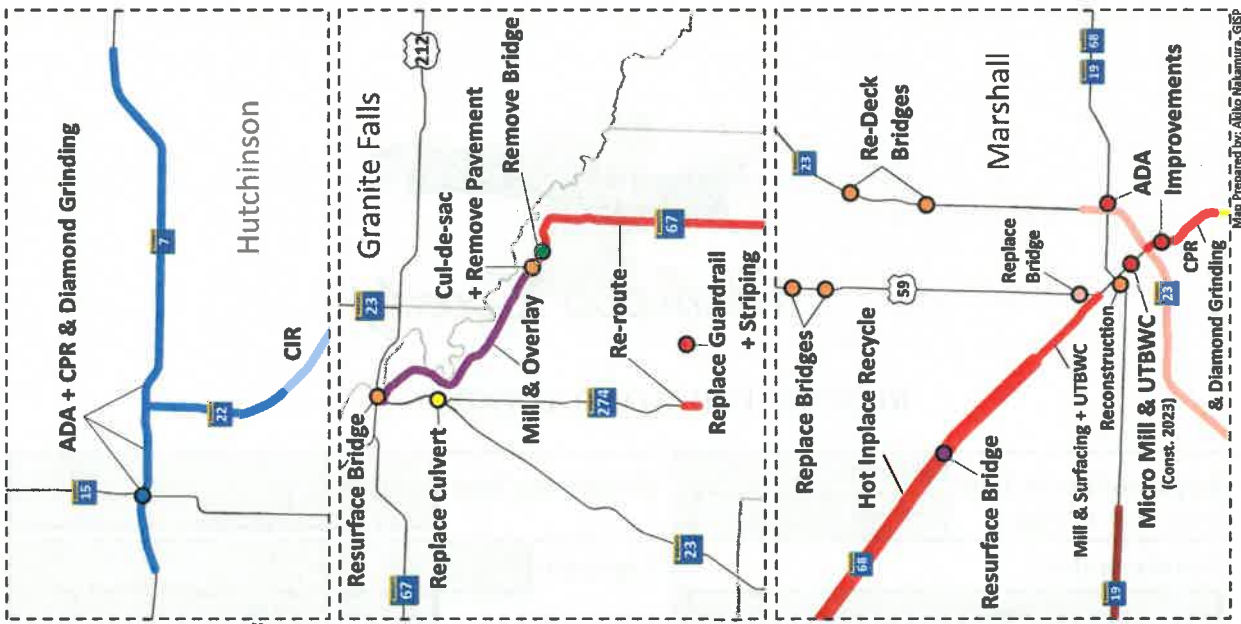 ADA + CPR & Diamond Grinding
15
7
22
CIR
Hutchinson
Granite Falls
212
23
67
Resurface Bridge
Replace Culvert
Cul-de-sac
+ Remove Pavement
Remove Bridge
Mill & Overlay
Re-route
67
274
23
Replace Guardrail
+ Striping
Marshall
23
Re-Deck
Bridges
19
68
Replace Bridges
59
Replace
Bridge
Hot Inplace Recycle
68
Resurface Bridge
Mill & Surfacing + UTBWC
Reconstruction
ADA
Improvements
Micro Mill & UTBWC
(Const. 2023)
23
CPR
& Diamond Grinding
19
Map Prepared by: Akiko Nakamura, GISP